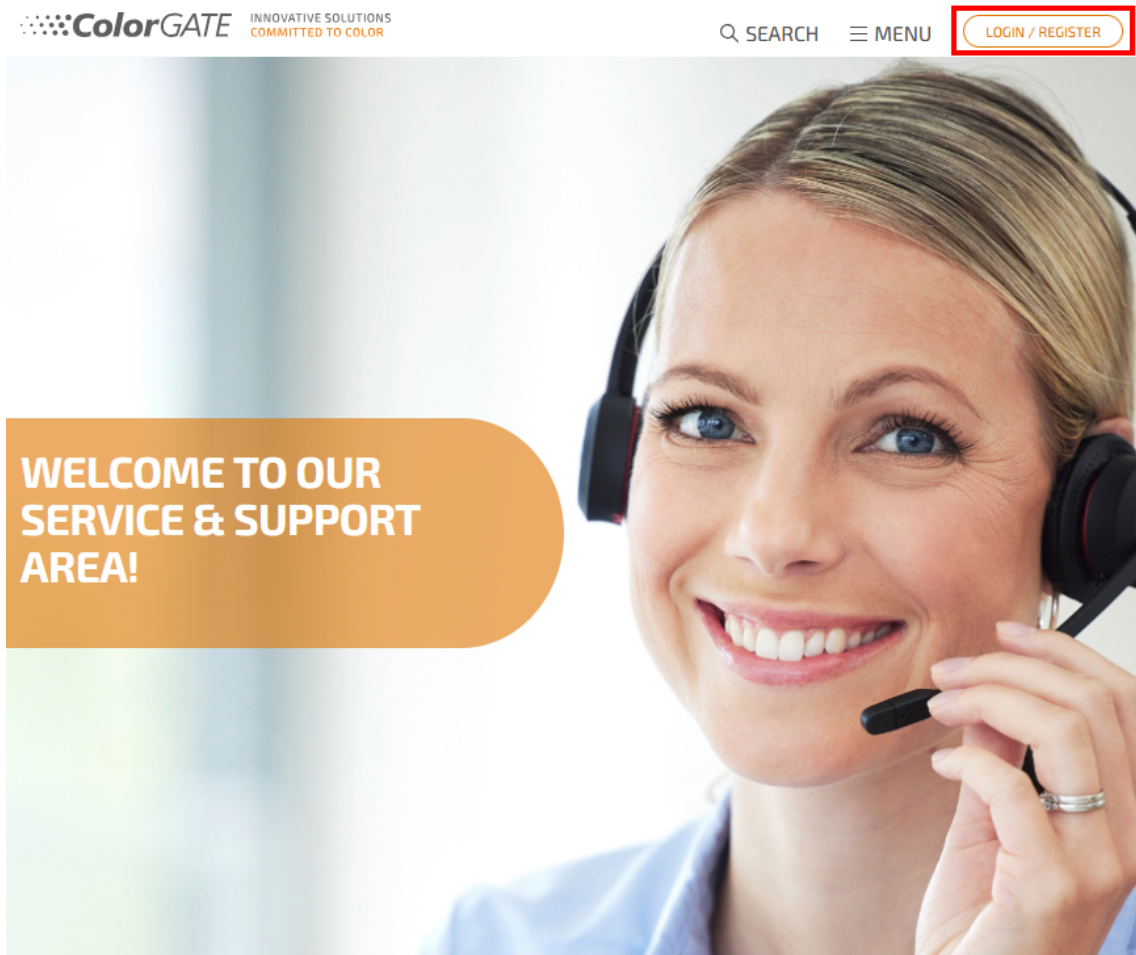 ColorGATE
INNOVATIVE SOLUTIONS
COMMITTED TO COLOR
SEARCH
MENU
LOGIN / REGISTER
WELCOME TO OUR
SERVICE & SUPPORT
AREA!